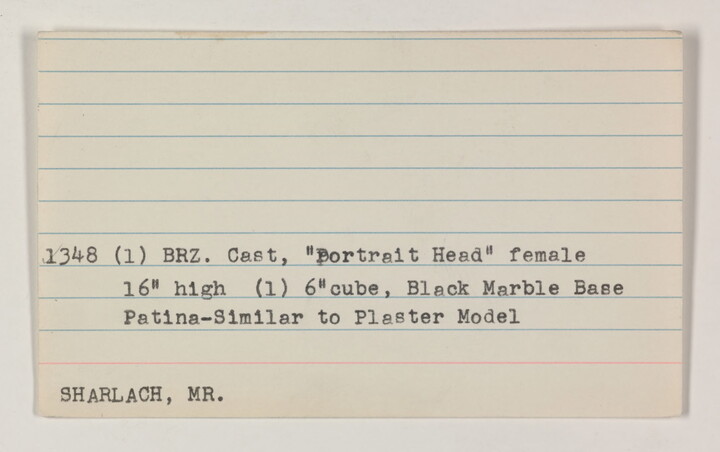 1348 (1) BRZ. Cast, "Portrait Head" female
16" high (1) 6"cube, Black Marble Base
Patina-Similar to Plaster Model
SHARLACH, MR.